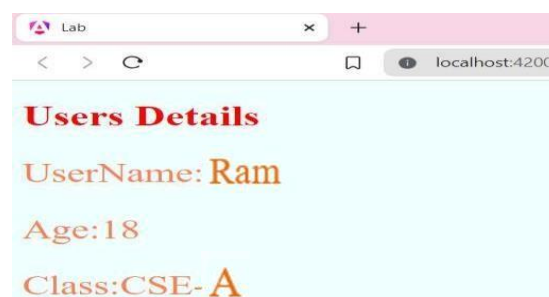 Lab
localhost:4200
Users Details
UserName: Ram
Age:18
Class:CSE- A